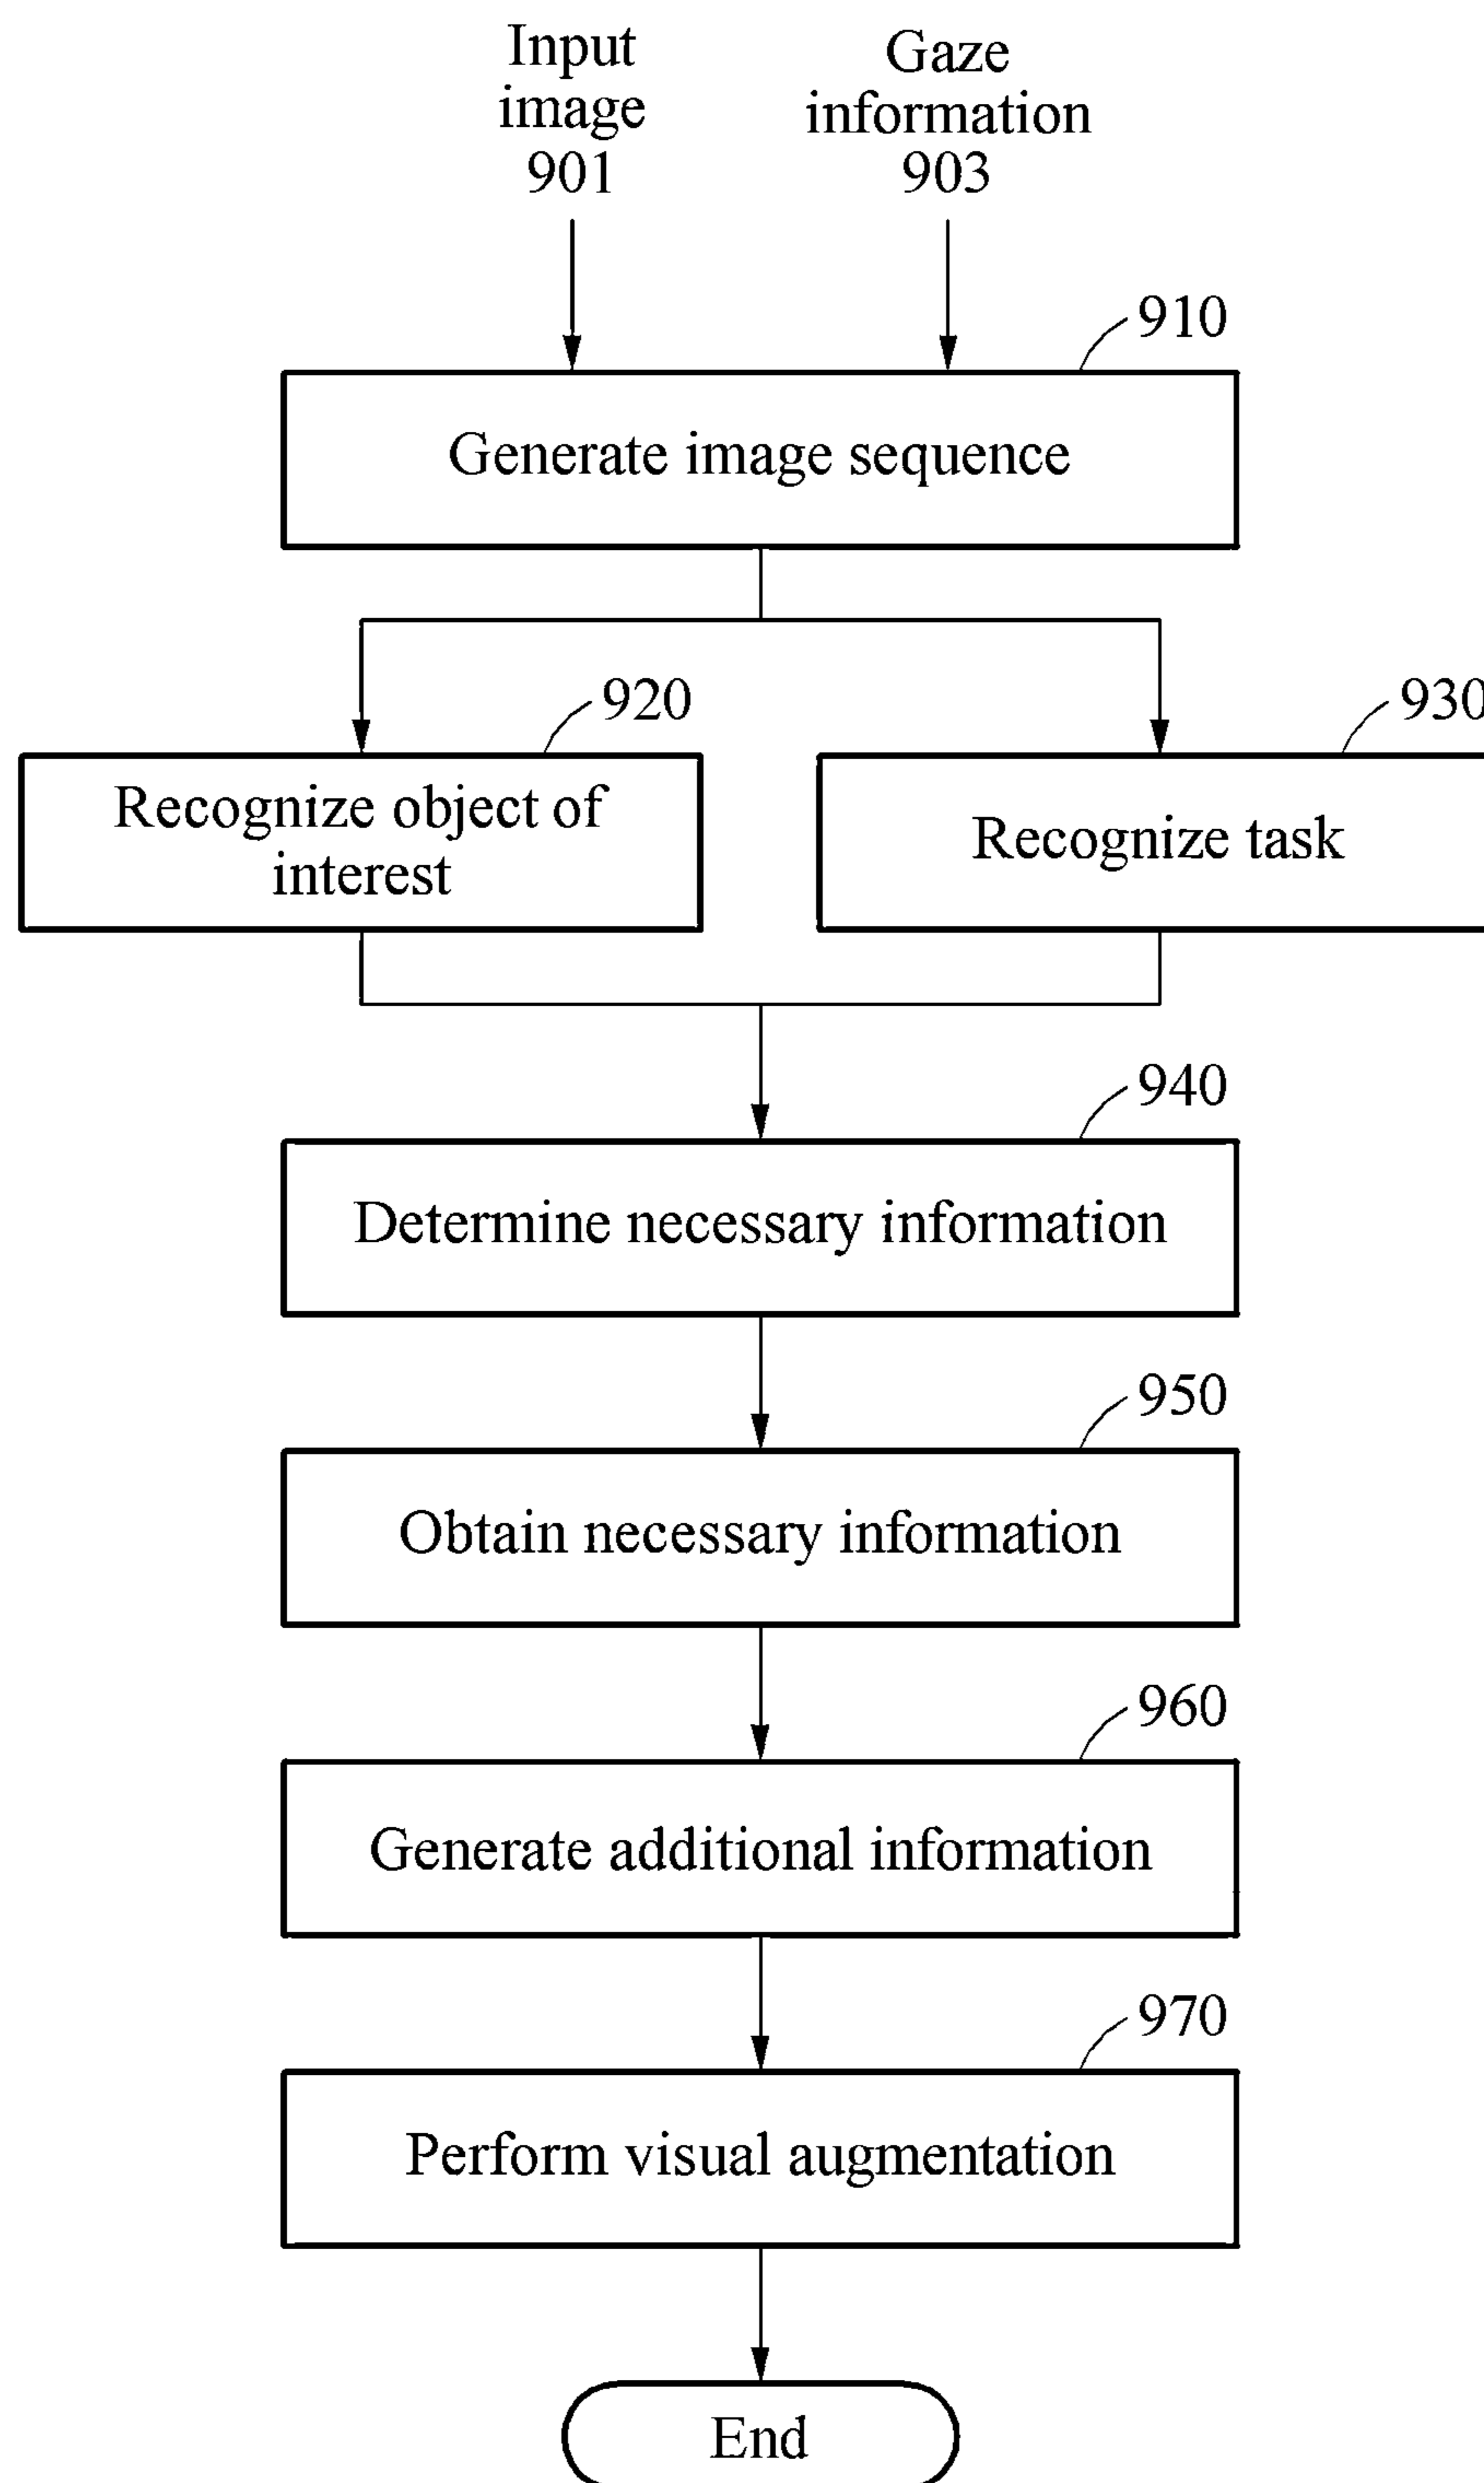 Input
image
901
Gaze
information
903
910
Generate image sequence
920
930
Recognize object of
interest
Recognize task
940
Determine necessary information
950
Obtain necessary information
960
Generate additional information
970
Perform visual augmentation
End